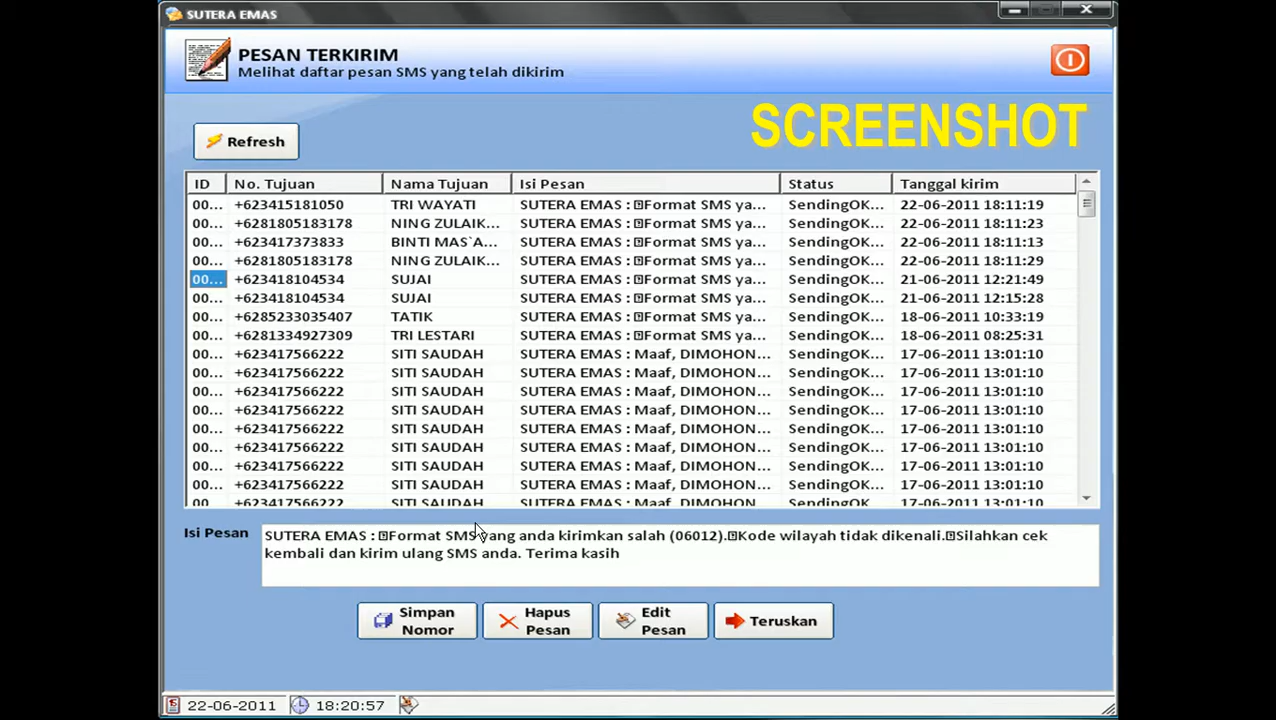 SUTERA EMAS
PESAN TERKIRIM
Melihat daftar pesan SMS yang telah dikirim
SCREENSHOT
Refresh
ID No. Tujuan Nama Tujuan Isi Pesan Status Tanggal kirim
00... +623415181050 TRI WAYATI SUTERA EMAS : Format SMS ya... SendingOK... 22-06-2011 18:11:19
00... +6281805183178 NING ZULAIK... SUTERA EMAS : Format SMS ya... SendingOK... 22-06-2011 18:11:23
00... +623417373833 BINTI MAS`A... SUTERA EMAS : Format SMS ya... SendingOK... 22-06-2011 18:11:13
00... +6281805183178 NING ZULAIK... SUTERA EMAS : Format SMS ya... SendingOK... 22-06-2011 18:11:29
00... +623418104534 SUJAI SUTERA EMAS : Format SMS ya... SendingOK... 21-06-2011 12:21:49
00... +623418104534 SUJAI SUTERA EMAS : Format SMS ya... SendingOK... 21-06-2011 12:15:28
00... +6285233035407 TATIK SUTERA EMAS : Format SMS ya... SendingOK... 18-06-2011 10:33:19
00... +6281334927309 TRI LESTARI SUTERA EMAS : Format SMS ya... SendingOK... 18-06-2011 08:25:31
00... +623417566222 SITI SAUDAH SUTERA EMAS : Maaf, DIMOHON... SendingOK... 17-06-2011 13:01:10
00... +623417566222 SITI SAUDAH SUTERA EMAS : Maaf, DIMOHON... SendingOK... 17-06-2011 13:01:10
00... +623417566222 SITI SAUDAH SUTERA EMAS : Maaf, DIMOHON... SendingOK... 17-06-2011 13:01:10
00... +623417566222 SITI SAUDAH SUTERA EMAS : Maaf, DIMOHON... SendingOK... 17-06-2011 13:01:10
00... +623417566222 SITI SAUDAH SUTERA EMAS : Maaf, DIMOHON... SendingOK... 17-06-2011 13:01:10
00... +623417566222 SITI SAUDAH SUTERA EMAS : Maaf, DIMOHON... SendingOK... 17-06-2011 13:01:10
00... +623417566222 SITI SAUDAH SUTERA EMAS : Maaf, DIMOHON... SendingOK... 17-06-2011 13:01:10
00... +623417566222 SITI SAUDAH SUTERA EMAS : Maaf, DIMOHON... SendingOK... 17-06-2011 13:01:10
00... +623417566222 SITI SAUDAH SUTERA EMAS : Maaf, DIMOHON... SendingOK... 17-06-2011 13:01:10
Isi Pesan
SUTERA EMAS : Format SMS yang anda kirimkan salah (06012).Kode wilayah tidak dikenali.Silahkan cek
kembali dan kirim ulang SMS anda. Terima kasih
Simpan
Nomor
Hapus
Pesan
Edit
Pesan
Teruskan
22-06-2011 18:20:57